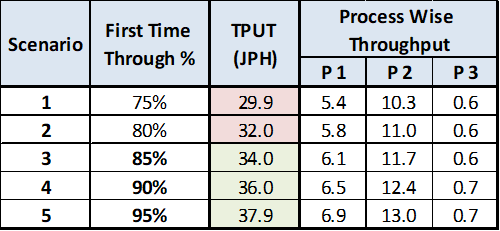 Scenario First Time Through % TPUT (JPH) Process Wise Throughput
P 1 P 2 P 3
1 75% 29.9 5.4 10.3 0.6
2 80% 32.0 5.8 11.0 0.6
3 85% 34.0 6.1 11.7 0.6
4 90% 36.0 6.5 12.4 0.7
5 95% 37.9 6.9 13.0 0.7